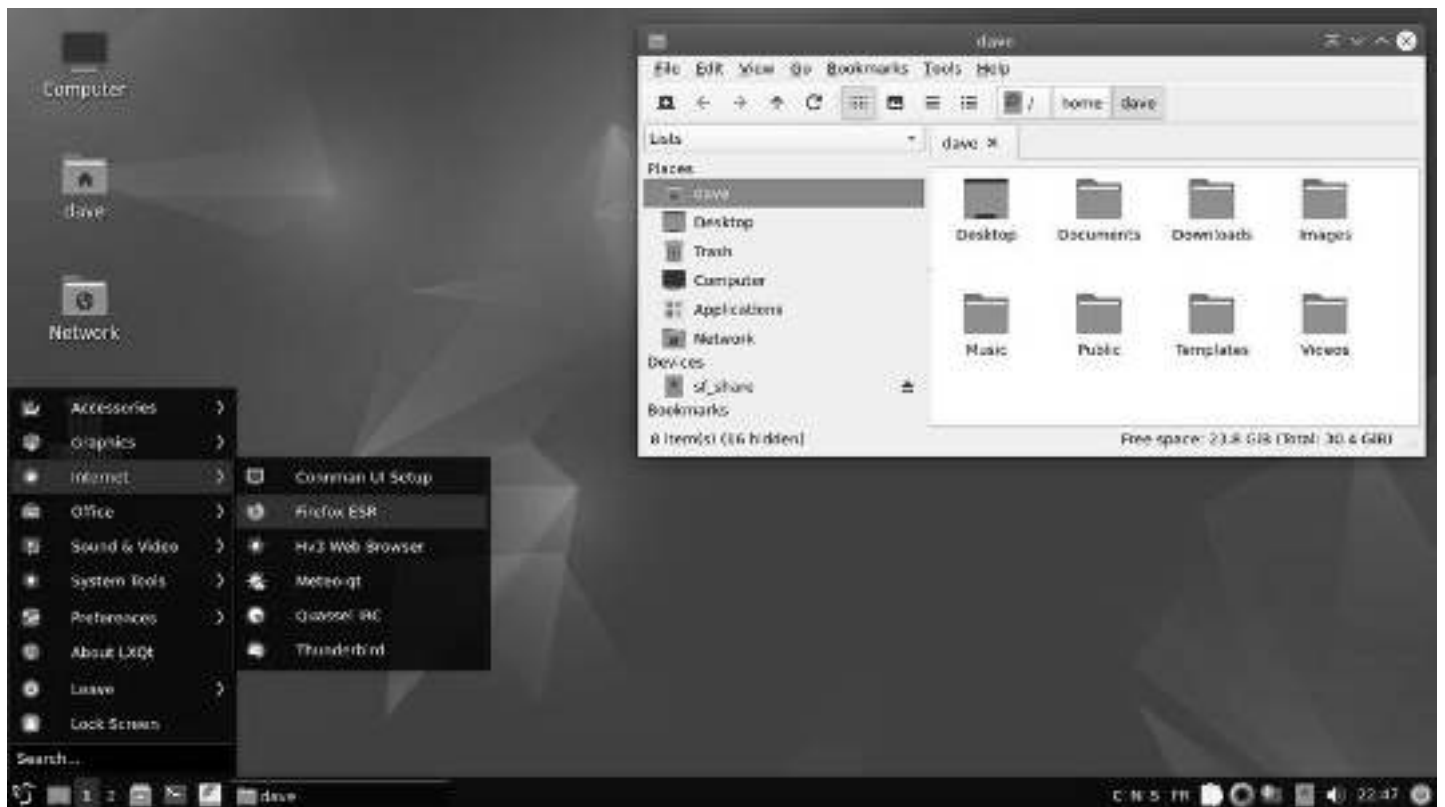 Computer
dave
Network
dave
File Edit View Go Bookmarks Tools Help
/ home dave
Lists
dave
Places
dave
Desktop
Trash
Computer
Applications
Network
Devices
sf_share
Bookmarks
Desktop Documents Downloads Images
Music Public Templates Videos
8 item(s) (16 hidden)
Free space: 23.8 GiB (Total: 30.4 GiB)
Accessories
Graphics
Internet
Office
Sound & Video
System Tools
Preferences
About LXQt
Leave
Lock Screen
Search...
Connman UI Setup
Firefox ESR
Hv3 Web Browser
Meteo-qt
Quassel IRC
Thunderbird
1 2
dave
C N S
22:47